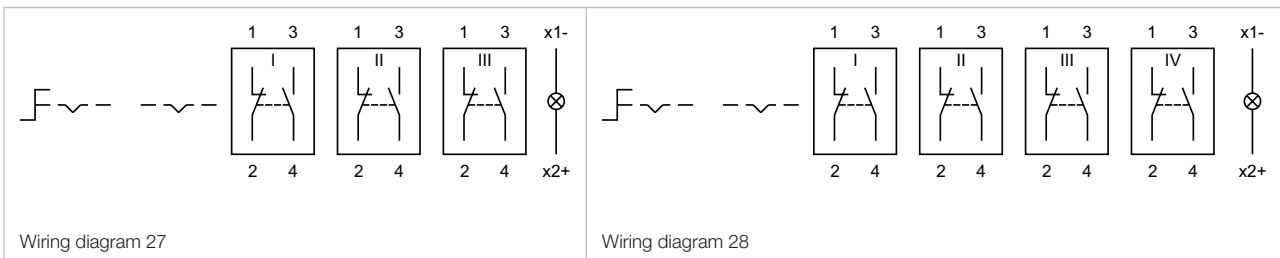 1 3 1 3 1 3 x1-
I II III
2 4 2 4 2 4 x2+
Wiring diagram 27
1 3 1 3 1 3 1 3 x1-
I II III IV
2 4 2 4 2 4 2 4 x2+
Wiring diagram 28